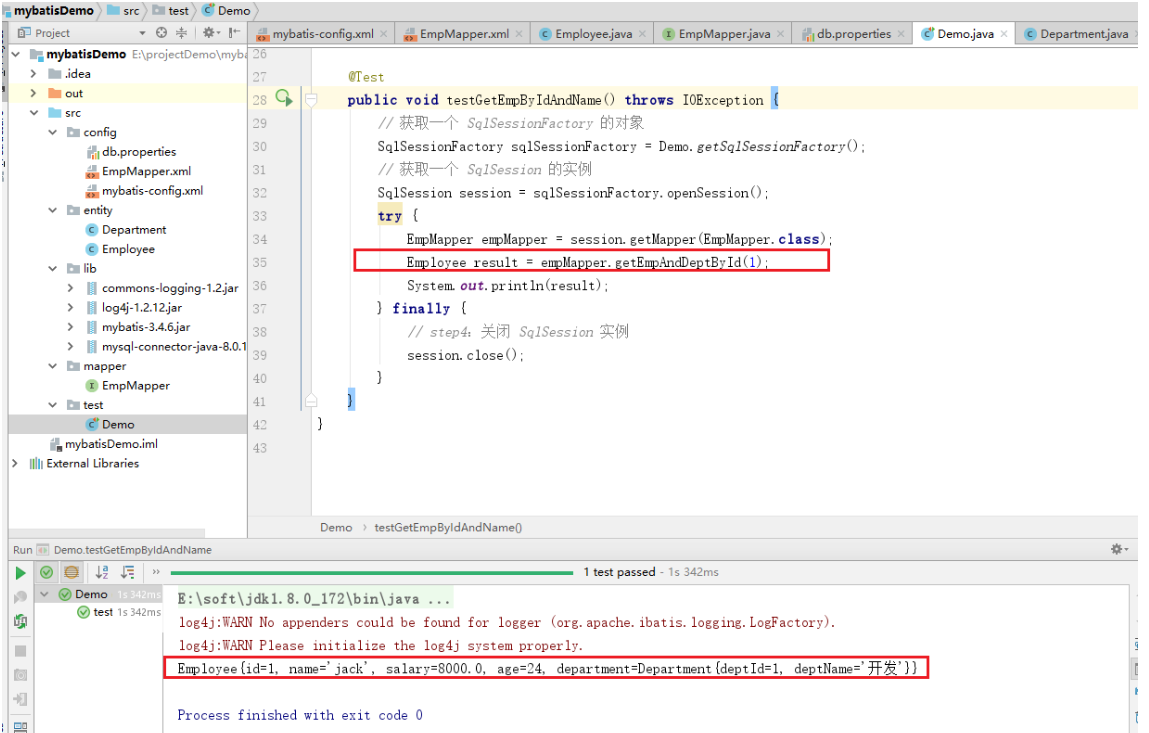 mybatisDemo src test Demo
Project
mybatis-config.xml EmpMapper.xml Employee.java EmpMapper.java db.properties Demo.java Department.java
mybatisDemo E:\projectDemo\myba
.idea
out
src
config
db.properties
EmpMapper.xml
mybatis-config.xml
entity
Department
Employee
lib
commons-logging-1.2.jar
log4j-1.2.12.jar
mybatis-3.4.6.jar
mysql-connector-java-8.0.1
mapper
EmpMapper
test
Demo
mybatisDemo.iml
External Libraries
26
27 @Test
28 public void testGetEmpByIdAndName() throws IOException {
29 // 获取一个 SqlSessionFactory 的对象
30 SqlSessionFactory sqlSessionFactory = Demo.getSqlSessionFactory();
31 // 获取一个 SqlSession 的实例
32 SqlSession session = sqlSessionFactory.openSession();
33 try {
34 EmpMapper empMapper = session.getMapper(EmpMapper.class);
35 Employee result = empMapper.getEmpAndDeptById(1);
36 System.out.println(result);
37 } finally {
38 // step4: 关闭 SqlSession 实例
39 session.close();
40 }
41 }
42 }
43
Demo › testGetEmpByIdAndName()
Run Demo.testGetEmpByIdAndName
» 1 test passed - 1s 342ms
Demo 1s 342ms
test 1s 342ms
E:\soft\jdk1.8.0_172\bin\java ...
log4j:WARN No appenders could be found for logger (org.apache.ibatis.logging.LogFactory).
log4j:WARN Please initialize the log4j system properly.
Employee{id=1, name='jack', salary=8000.0, age=24, department=Department{deptId=1, deptName='开发'}}
Process finished with exit code 0